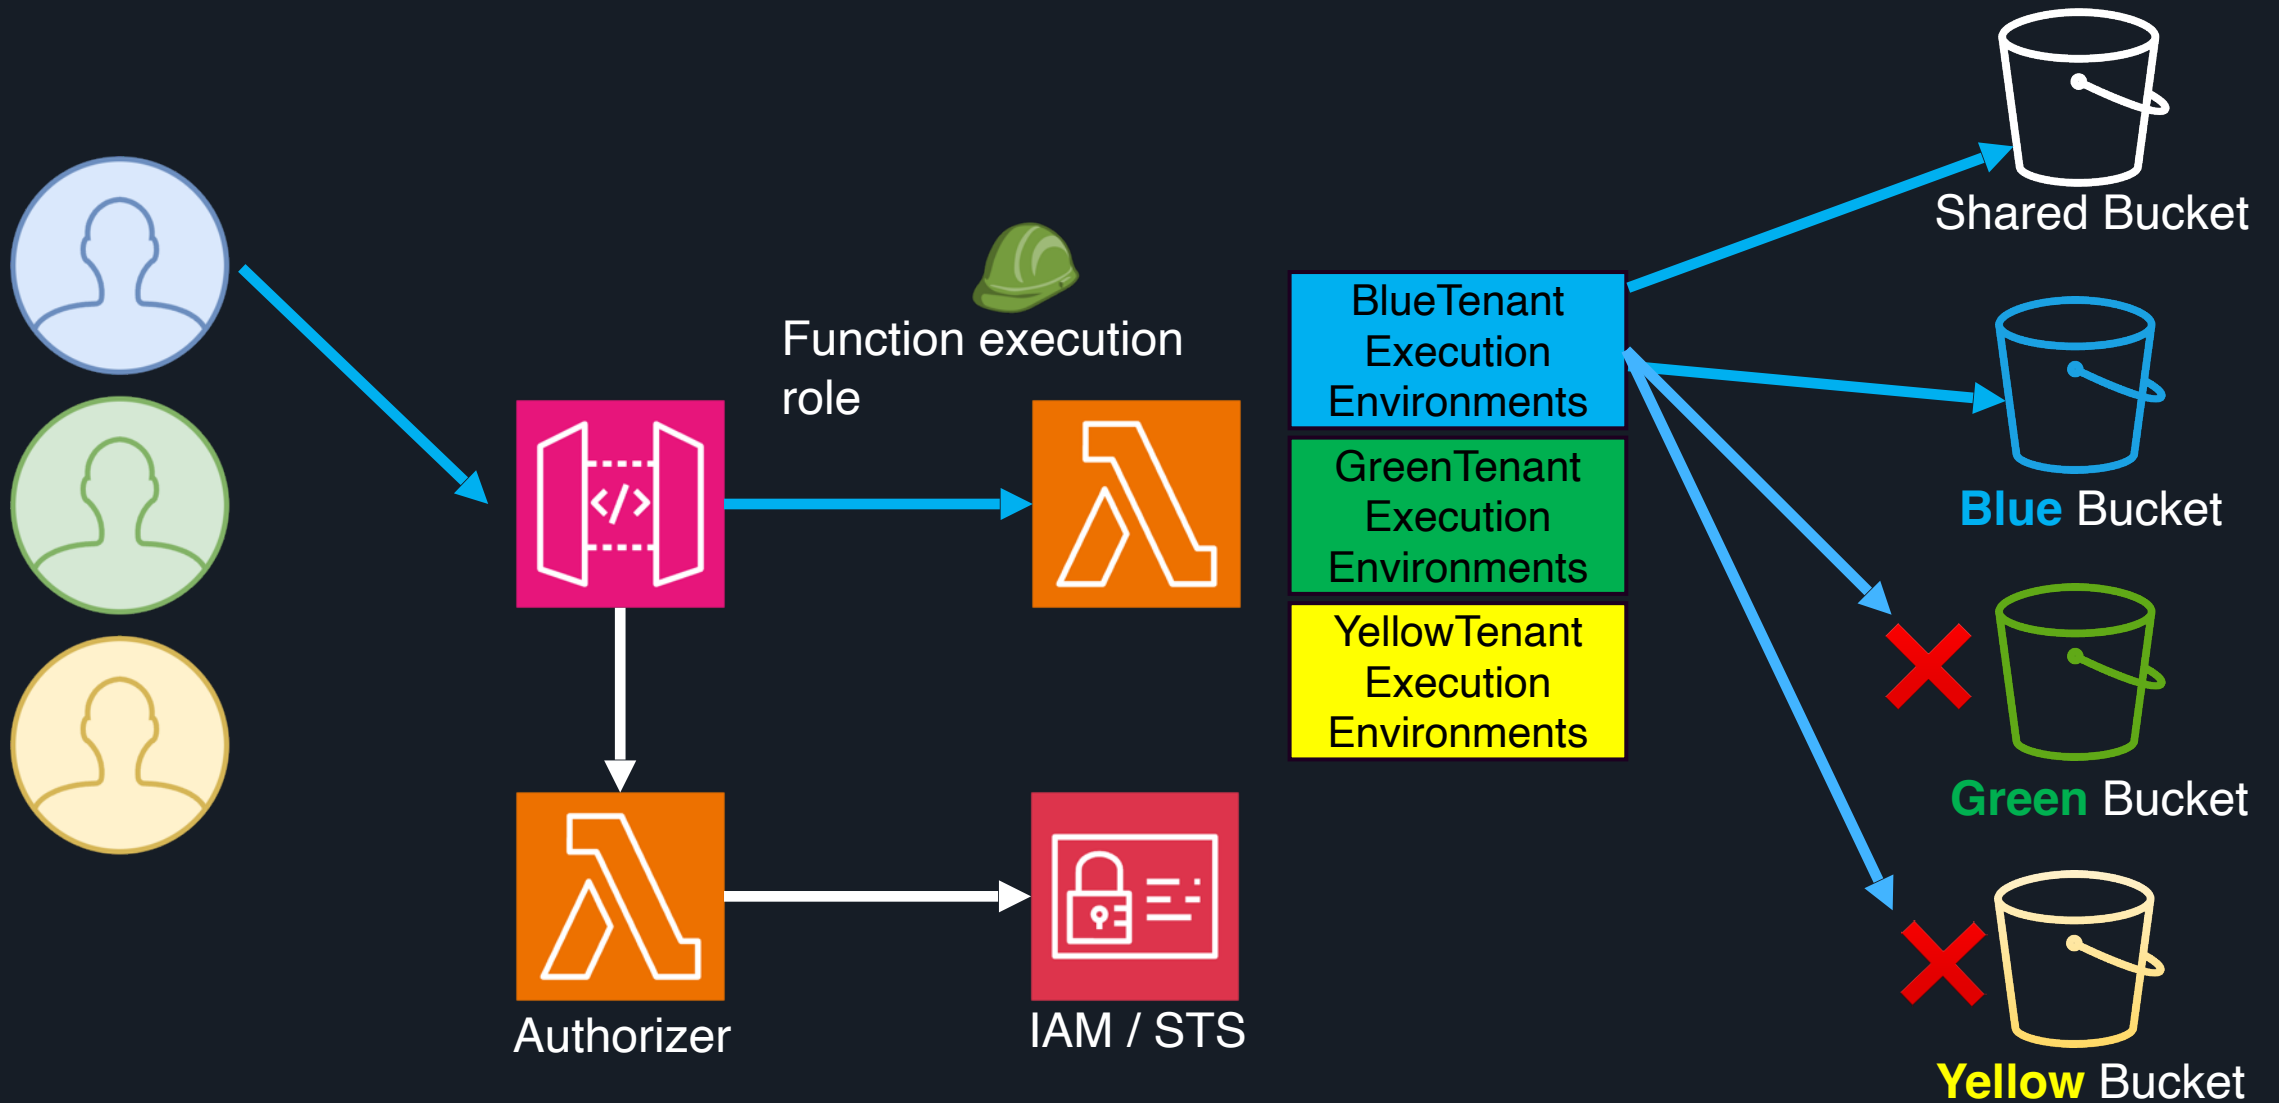 Shared Bucket
Function execution
role
BlueTenant
Execution
Environments
GreenTenant
Execution
Environments
YellowTenant
Execution
Environments
</>
Blue Bucket
Green Bucket
Authorizer
IAM / STS
Yellow Bucket